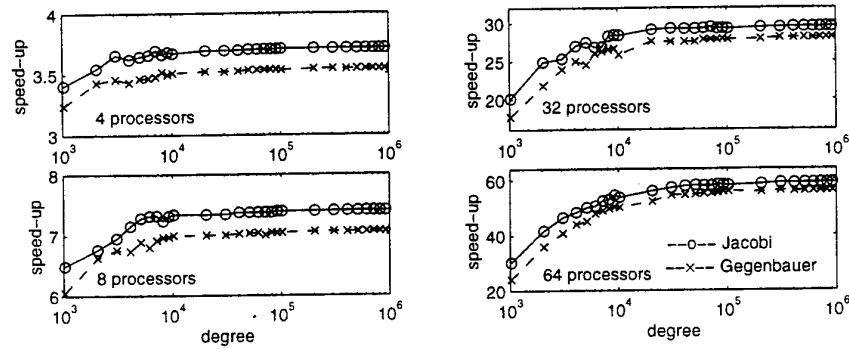 4
3.5
3
speed-up
4 processors
10^3
10^4
10^5
10^6
30
25
20
15
speed-up
32 processors
10^3
10^4
10^5
10^6
8
7
6
speed-up
8 processors
10^3
10^4
10^5
10^6
degree
60
40
20
speed-up
64 processors
Jacobi
Gegenbauer
10^3
10^4
10^5
10^6
degree